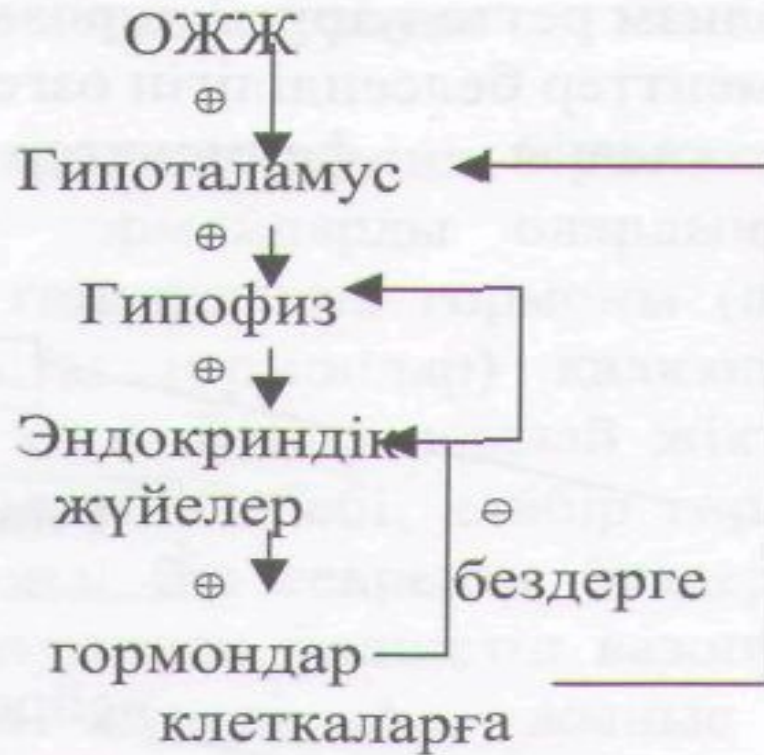 ОЖЖ
⊕
Гипоталамус
⊕
Гипофиз
⊕
Эндокриндік
жүйелер
⊖
⊕
бездерге
гормондар
клеткаларға